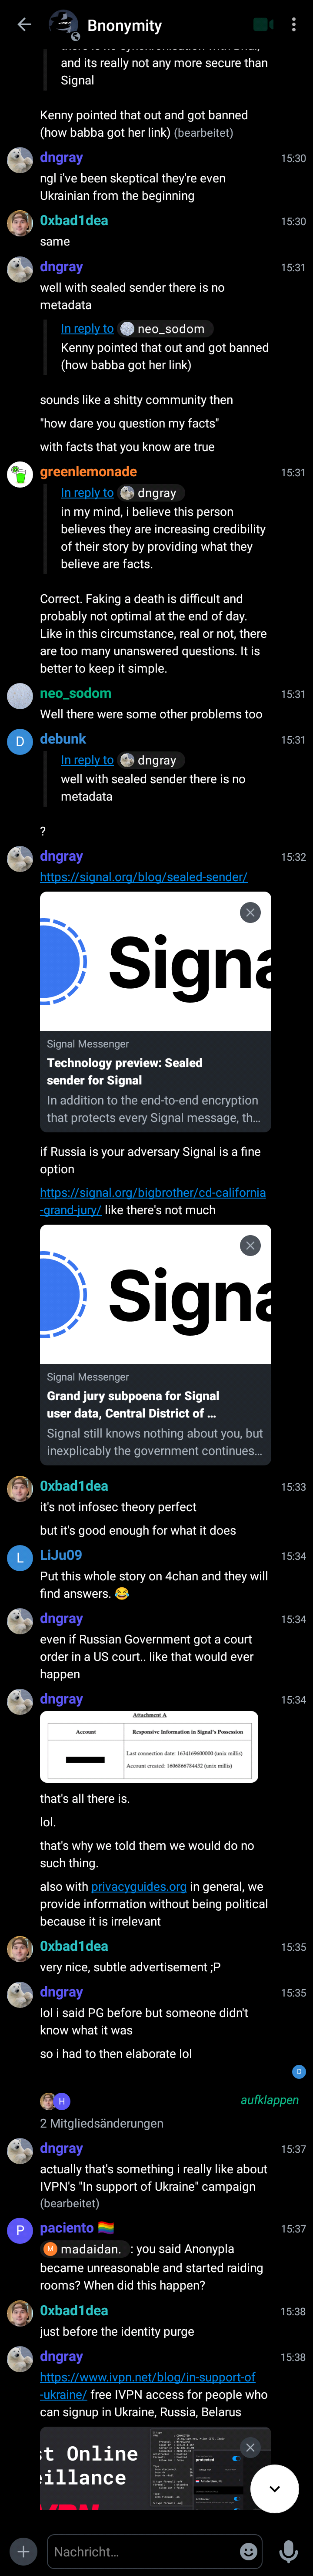 Bnonymity
and its really not any more secure than
Signal
Kenny pointed that out and got banned
(how babba got her link) (bearbeitet)
dngray 15:30
ngl i've been skeptical they're even
Ukrainian from the beginning
0xbad1dea 15:30
same
dngray 15:31
well with sealed sender there is no
metadata
In reply to neo_sodom
Kenny pointed that out and got banned
(how babba got her link)
sounds like a shitty community then
"how dare you question my facts"
with facts that you know are true
greenlemonade 15:31
In reply to dngray
in my mind, i believe this person
believes they are increasing credibility
of their story by providing what they
believe are facts.
Correct. Faking a death is difficult and
probably not optimal at the end of day.
Like in this circumstance, real or not, there
are too many unanswered questions. It is
better to keep it simple.
neo_sodom 15:31
Well there were some other problems too
D debunk 15:31
In reply to dngray
well with sealed sender there is no
metadata
?
dngray 15:32
https://signal.org/blog/sealed-sender/
Signa
Signal Messenger
Technology preview: Sealed
sender for Signal
In addition to the end-to-end encryption
that protects every Signal message, th...
if Russia is your adversary Signal is a fine
option
https://signal.org/bigbrother/cd-california
-grand-jury/ like there's not much
Signa
Signal Messenger
Grand jury subpoena for Signal
user data, Central District of ...
Signal still knows nothing about you, but
inexplicably the government continues...
0xbad1dea 15:33
it's not infosec theory perfect
but it's good enough for what it does
L LiJu09 15:34
Put this whole story on 4chan and they will
find answers. 😂
dngray 15:34
even if Russian Government got a court
order in a US court.. like that would ever
happen
dngray 15:34
Attachment A
Account Responsive Information in Signal's Possession
Last connection date: 1634169600000 (unix millis)
Account created: 1606866784432 (unix millis)
that's all there is.
lol.
that's why we told them we would do no
such thing.
also with privacyguides.org in general, we
provide information without being political
because it is irrelevant
0xbad1dea 15:35
very nice, subtle advertisement ;P
dngray 15:35
lol i said PG before but someone didn't
know what it was
so i had to then elaborate lol
D
H aufklappen
2 Mitgliedsänderungen
dngray 15:37
actually that's something i really like about
IVPN's "In support of Ukraine" campaign
(bearbeitet)
P paciento 🏳️‍🌈 15:37
M madaidan. : you said Anonypla
became unreasonable and started raiding
rooms? When did this happen?
0xbad1dea 15:38
just before the identity purge
dngray 15:38
https://www.ivpn.net/blog/in-support-of
-ukraine/ free IVPN access for people who
can signup in Ukraine, Russia, Belarus
st Online
eillance
Nachricht...